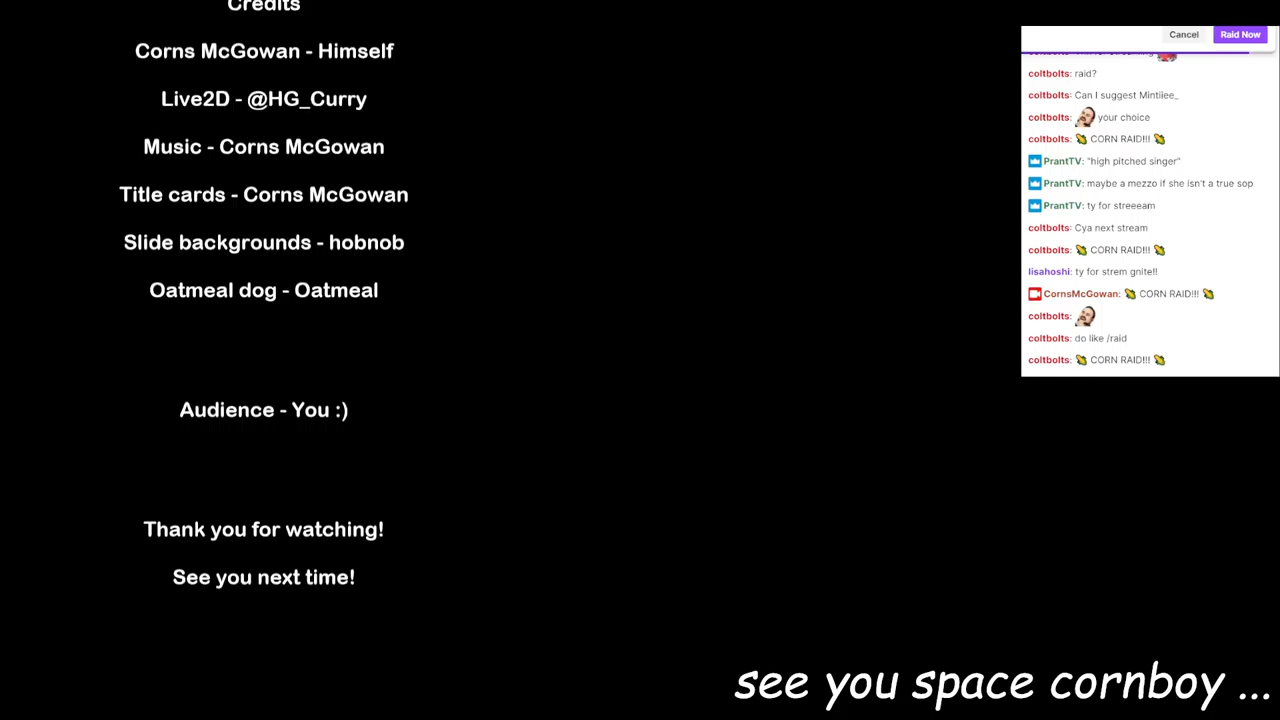 Credits
Corns McGowan - Himself
Live2D - @HG_Curry
Music - Corns McGowan
Title cards - Corns McGowan
Slide backgrounds - hobnob
Oatmeal dog - Oatmeal
Audience - You :)
Thank you for watching!
See you next time!
Cancel Raid Now
coltbolts: raid?
coltbolts: Can I suggest Mintiiee_
coltbolts: your choice
coltbolts: 🌽 CORN RAID!!! 🌽
PrantTV: "high pitched singer"
PrantTV: maybe a mezzo if she isn't a true sop
PrantTV: ty for streeeam
coltbolts: Cya next stream
coltbolts: 🌽 CORN RAID!!! 🌽
lisahoshi: ty for strem gnite!!
CornsMcGowan: 🌽 CORN RAID!!! 🌽
coltbolts:
coltbolts: do like /raid
coltbolts: 🌽 CORN RAID!!! 🌽
see you space cornboy ...